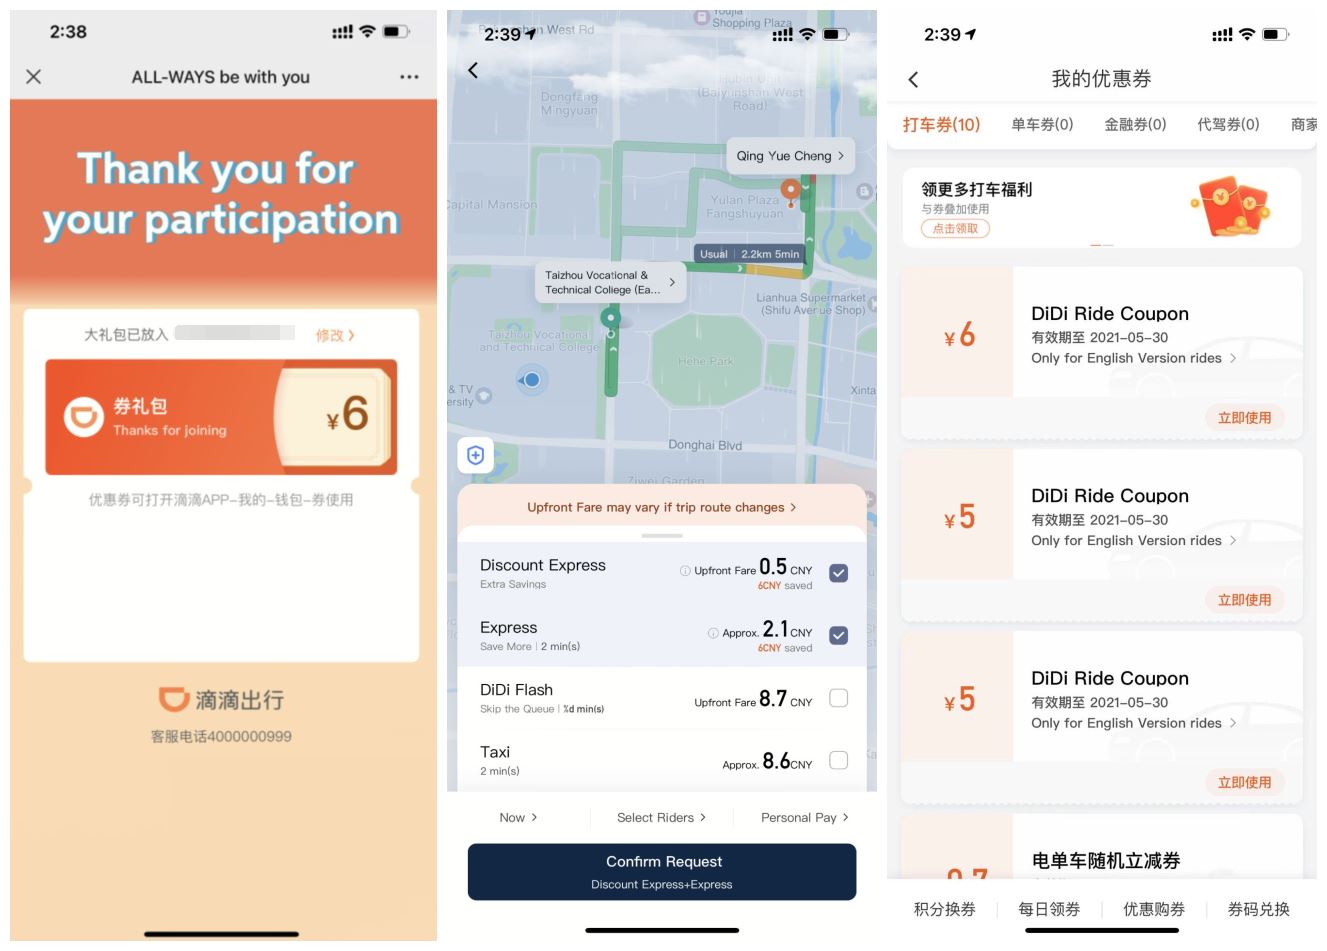 2:38
ALL-WAYS be with you
Thank you for
your participation
大礼包已放入
修改 >
券礼包
Thanks for joining
¥6
优惠券可打开滴滴APP-我的-钱包-券使用
滴滴出行
客服电话4000000999
2:39
West Rd
Shopping Plaza
Hubin Unit
(Baiyunshan West
Road)
Dongfang
Mingyuan
Qing Yue Cheng >
Capital Mansion
Yulan Plaza
Fangshuyuan
Usual | 2.2km 5min
Taizhou Vocational &
Technical College (Ea... >
Lianhua Supermarket
(Shifu Avenue Shop)
Taizhou Vocational
and Technical College
Hehe Park
& TV
ersity
Xinta
Donghai Blvd
Ziwei Garden
Upfront Fare may vary if trip route changes >
Discount Express
Upfront Fare 0.5 CNY
Extra Savings
6CNY saved
Express
Approx. 2.1 CNY
Save More | 2 min(s)
6CNY saved
DiDi Flash
Upfront Fare 8.7 CNY
Skip the Queue | %d min(s)
Taxi
Approx. 8.6 CNY
2 min(s)
Now >
Select Riders >
Personal Pay >
Confirm Request
Discount Express+Express
2:39
我的优惠券
打车券(10)
单车券(0)
金融券(0)
代驾券(0)
商家
领更多打车福利
与券叠加使用
点击领取
¥6
DiDi Ride Coupon
有效期至 2021-05-30
Only for English Version rides >
立即使用
¥5
DiDi Ride Coupon
有效期至 2021-05-30
Only for English Version rides >
立即使用
¥5
DiDi Ride Coupon
有效期至 2021-05-30
Only for English Version rides >
立即使用
电单车随机立减券
积分换券
每日领券
优惠购券
券码兑换